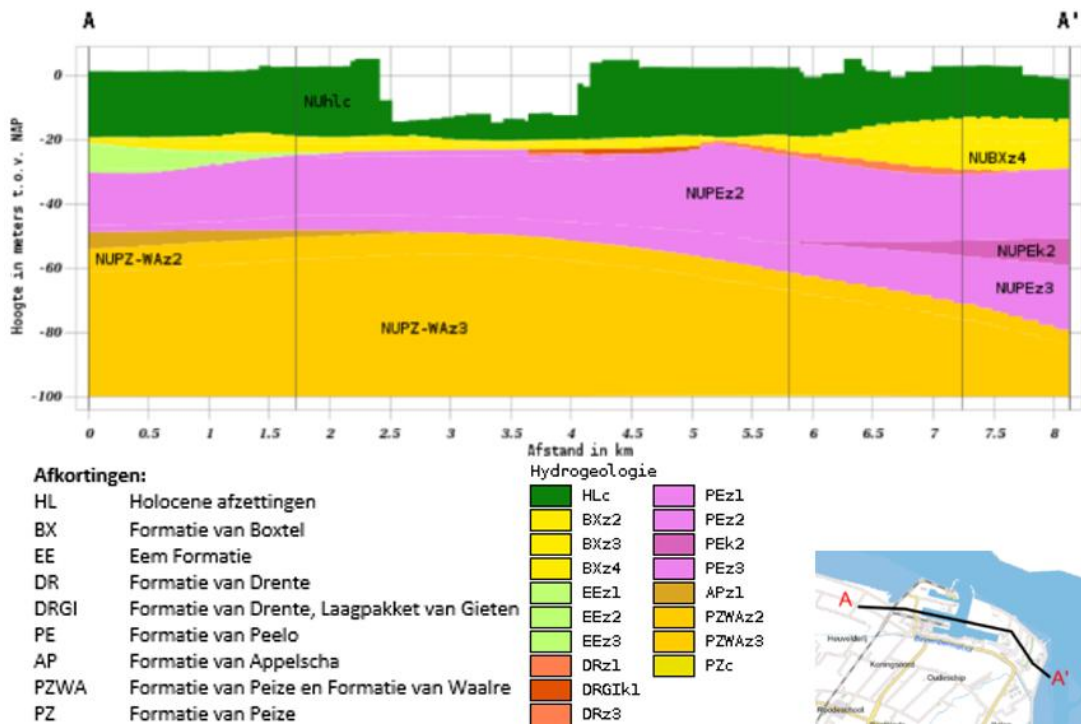 A A'
Hoogte in meters t.o.v. NAP
0
-20
-40
-60
-80
-100
NUhlc
NUBXz4
NUPEz2
NUPEk2
NUPZ-WAz2
NUPEz3
NUPZ-WAz3
0 0.5 1 1.5 2 2.5 3 3.5 4 4.5 5 5.5 6 6.5 7 7.5 8
Afstand in km
Afkortingen:
HL Holocene afzettingen
BX Formatie van Boxtel
EE Eem Formatie
DR Formatie van Drente
DRGI Formatie van Drente, Laagpakket van Gieten
PE Formatie van Peelo
AP Formatie van Appelscha
PZWA Formatie van Peize en Formatie van Waalre
PZ Formatie van Peize
Hydrogeologie
HLc
BXz2
BXz3
BXz4
EEz1
EEz2
EEz3
DRz1
DRGIk1
DRz3
PEz1
PEz2
PEk2
PEz3
APz1
PZWAz2
PZWAz3
PZc
A
Heuvelderij
Koningsoord
Oudeschip
A'